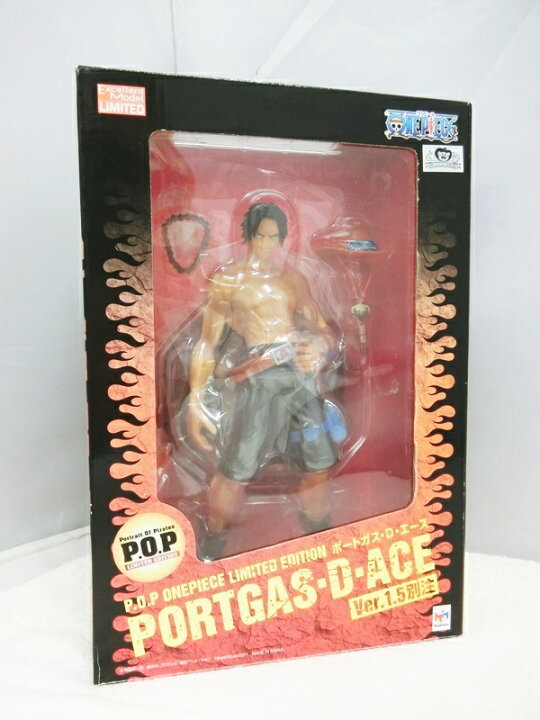 Excellent
Model
LIMITED
ONE PIECE
Portrait Of Pirates
P.O.P
LIMITED EDITION
P.O.P ONEPIECE LIMITED EDITION ポートガス・D・エース
PORTGAS・D・ACE
Ver.1.5別注
MegaHouse